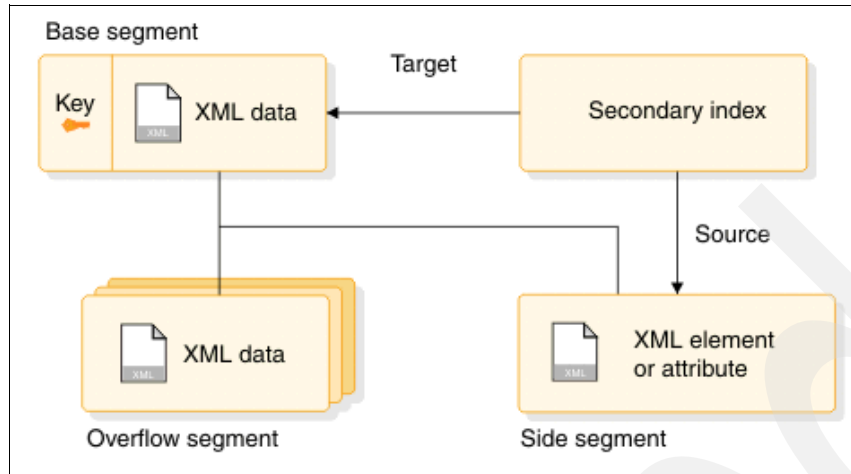 Base segment
Target
Key
XML
XML data
Secondary index
Source
XML
XML data
XML
XML element
or attribute
Overflow segment
Side segment